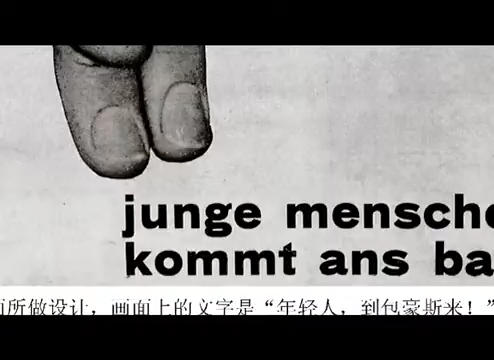 junge mensche
kommt ans ba
所做设计，画面上的文字是“年轻人，到包豪斯来！”